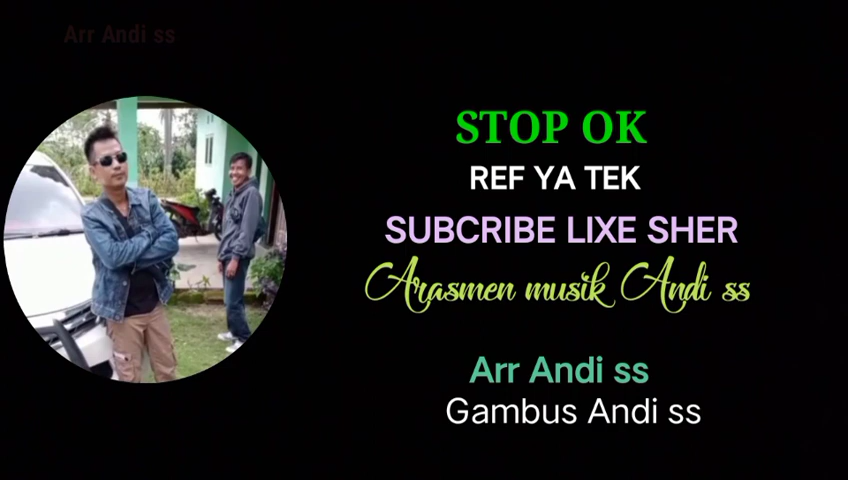 Arr Andi ss
STOP OK
REF YA TEK
SUBCRIBE LIXE SHER
Arasmen musik Andi ss
Arr Andi ss
Gambus Andi ss